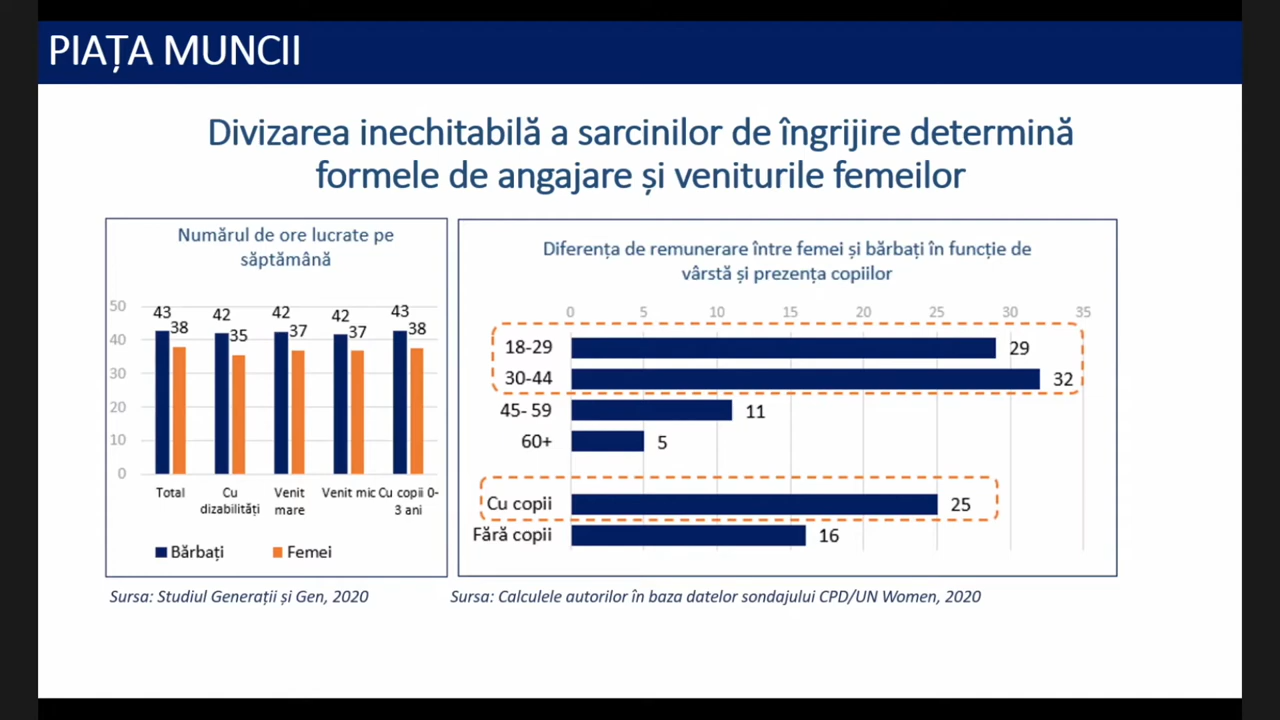 PIAȚA MUNCII
Divizarea inechitabilă a sarcinilor de îngrijire determină
formele de angajare și veniturile femeilor
Numărul de ore lucrate pe
săptămână
50
40
30
20
10
0
43
38
42
35
42
37
42
37
43
38
Total
Cu
dizabilități
Venit
mare
Venit mic
Cu copii 0-
3 ani
Bărbați
Femei
Sursa: Studiul Generații și Gen, 2020
Diferența de remunerare între femei și bărbați în funcție de
vârstă și prezența copiilor
0 5 10 15 20 25 30 35
18-29 29
30-44 32
45- 59 11
60+ 5
Cu copii 25
Fără copii 16
Sursa: Calculele autorilor în baza datelor sondajului CPD/UN Women, 2020